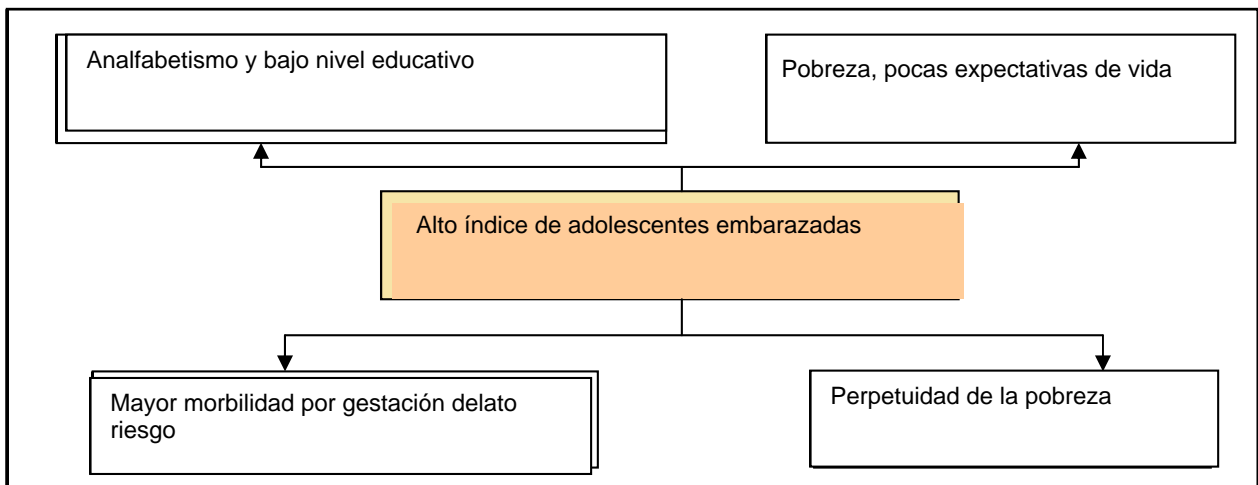 Analfabetismo y bajo nivel educativo
Pobreza, pocas expectativas de vida
Alto índice de adolescentes embarazadas
Mayor morbilidad por gestación delato
riesgo
Perpetuidad de la pobreza